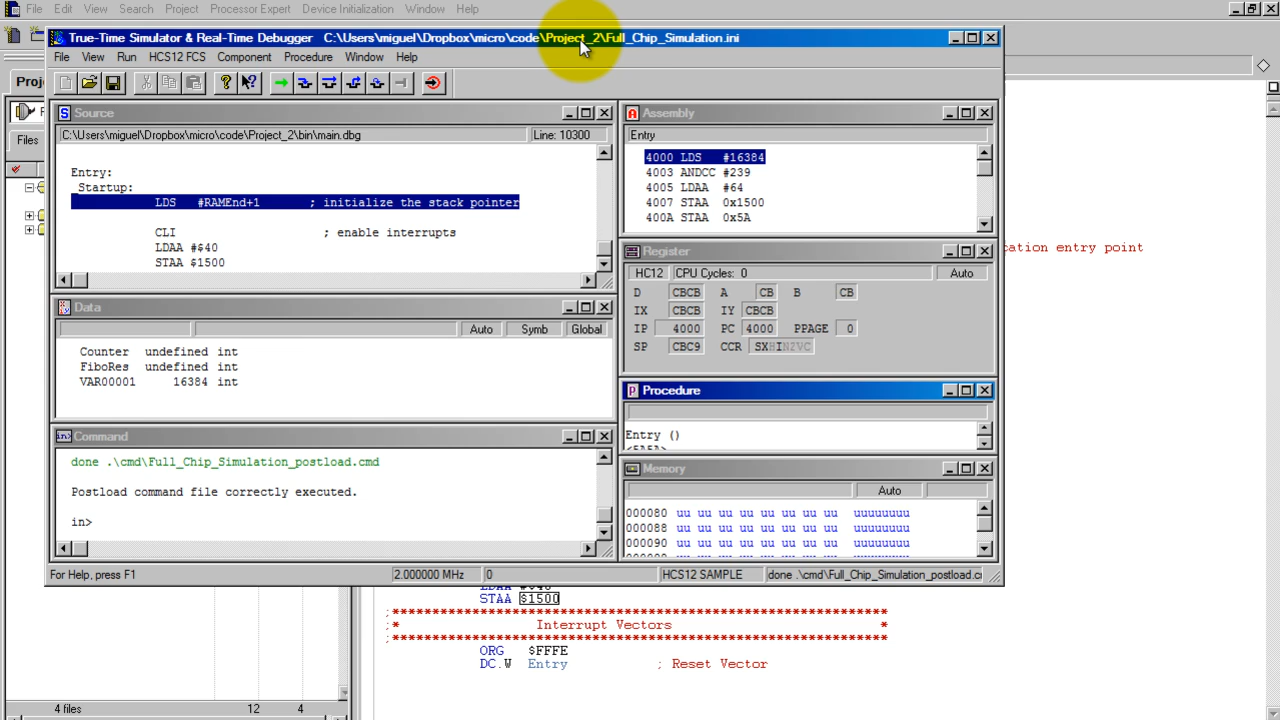 File Edit View Search Project Processor Expert Device Initialization Window Help
True-Time Simulator & Real-Time Debugger C:\Users\miguel\Dropbox\micro\code\Project_2\Full_Chip_Simulation.ini
File View Run HCS12 FCS Component Procedure Window Help
Source
C:\Users\miguel\Dropbox\micro\code\Project_2\bin\main.dbg Line: 10300
Entry:
Startup:
LDS #RAMEnd+1 ; initialize the stack pointer
CLI ; enable interrupts
LDAA #$40
STAA $1500
Assembly
Entry
4000 LDS #16384
4003 ANDCC #239
4005 LDAA #64
4007 STAA 0x1500
400A STAA 0x5A
Register
HC12 CPU Cycles: 0 Auto
D CBCB A CB B CB
IX CBCB IY CBCB
IP 4000 PC 4000 PPAGE 0
SP CBC9 CCR SXHINZVC
Data
Auto Symb Global
Counter undefined int
FiboRes undefined int
VAR00001 16384 int
Procedure
Entry ()
Command
done .\cmd\Full_Chip_Simulation_postload.cmd
Postload command file correctly executed.
in>
Memory
Auto
000080 uu uu uu uu uu uu uu uu uuuuuuuu
000088 uu uu uu uu uu uu uu uu uuuuuuuu
000090 uu uu uu uu uu uu uu uu uuuuuuuu
For Help, press F1 2.000000 MHz 0 HCS12 SAMPLE done .\cmd\Full_Chip_Simulation_postload.c
Proj
Files
cation entry point
STAA $1500
;****************************************************
;* Interrupt Vectors *
;****************************************************
ORG $FFFE
DC.W Entry ; Reset Vector
4 files 12 4